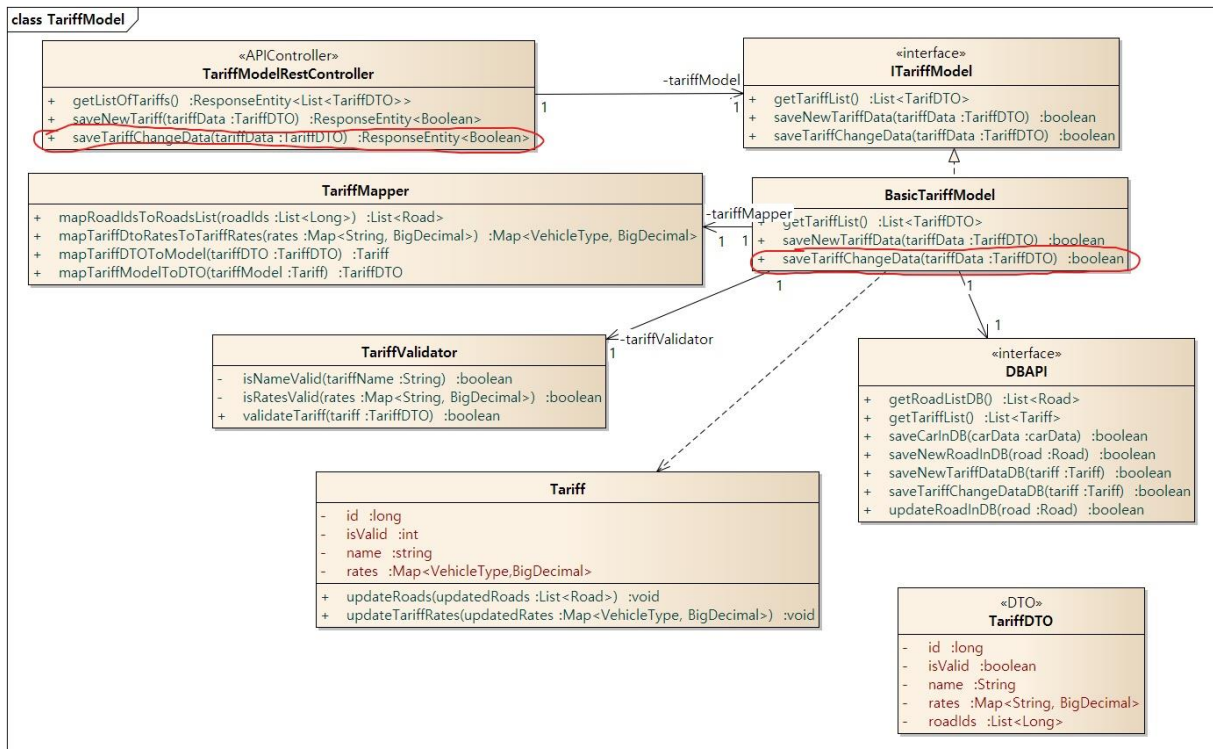 class TariffModel
«APIController»
TariffModelRestController
+ getListOfTariffs() :ResponseEntity<List<TariffDTO>>
+ saveNewTariff(tariffData :TariffDTO) :ResponseEntity<Boolean>
+ saveTariffChangeData(tariffData :TariffDTO) :ResponseEntity<Boolean>
-tariffModel
1
1
«interface»
ITariffModel
+ getTariffList() :List<TarifDTO>
+ saveNewTariffData(tariffData :TariffDTO) :boolean
+ saveTariffChangeData(tariffData :TariffDTO) :boolean
TariffMapper
+ mapRoadIdsToRoadsList(roadIds :List<Long>) :List<Road>
+ mapTariffDtoRatesToTariffRates(rates :Map<String, BigDecimal>) :Map<VehicleType, BigDecimal>
+ mapTariffDTOToModel(tariffDTO :TariffDTO) :Tariff
+ mapTariffModelToDTO(tariffModel :Tariff) :TariffDTO
-tariffMapper
1
1
BasicTariffModel
getTariffList() :List<TariffDTO>
+ saveNewTariffData(tariffData :TariffDTO) :boolean
+ saveTariffChangeData(tariffData :TariffDTO) :boolean
1
1
-tariffValidator
1
1
TariffValidator
- isNameValid(tariffName :String) :boolean
- isRatesValid(rates :Map<String, BigDecimal>) :boolean
+ validateTariff(tariff :TariffDTO) :boolean
«interface»
DBAPI
+ getRoadListDB() :List<Road>
+ getTariffList() :List<Tariff>
+ saveCarInDB(carData :carData) :boolean
+ saveNewRoadInDB(road :Road) :boolean
+ saveNewTariffDataDB(tariff :Tariff) :boolean
+ saveTariffChangeDataDB(tariff :Tariff) :boolean
+ updateRoadInDB(road :Road) :boolean
Tariff
- id :long
- isValid :int
- name :string
- rates :Map<VehicleType,BigDecimal>
+ updateRoads(updatedRoads :List<Road>) :void
+ updateTariffRates(updatedRates :Map<VehicleType, BigDecimal>) :void
«DTO»
TariffDTO
- id :long
- isValid :boolean
- name :String
- rates :Map<String, BigDecimal>
- roadIds :List<Long>